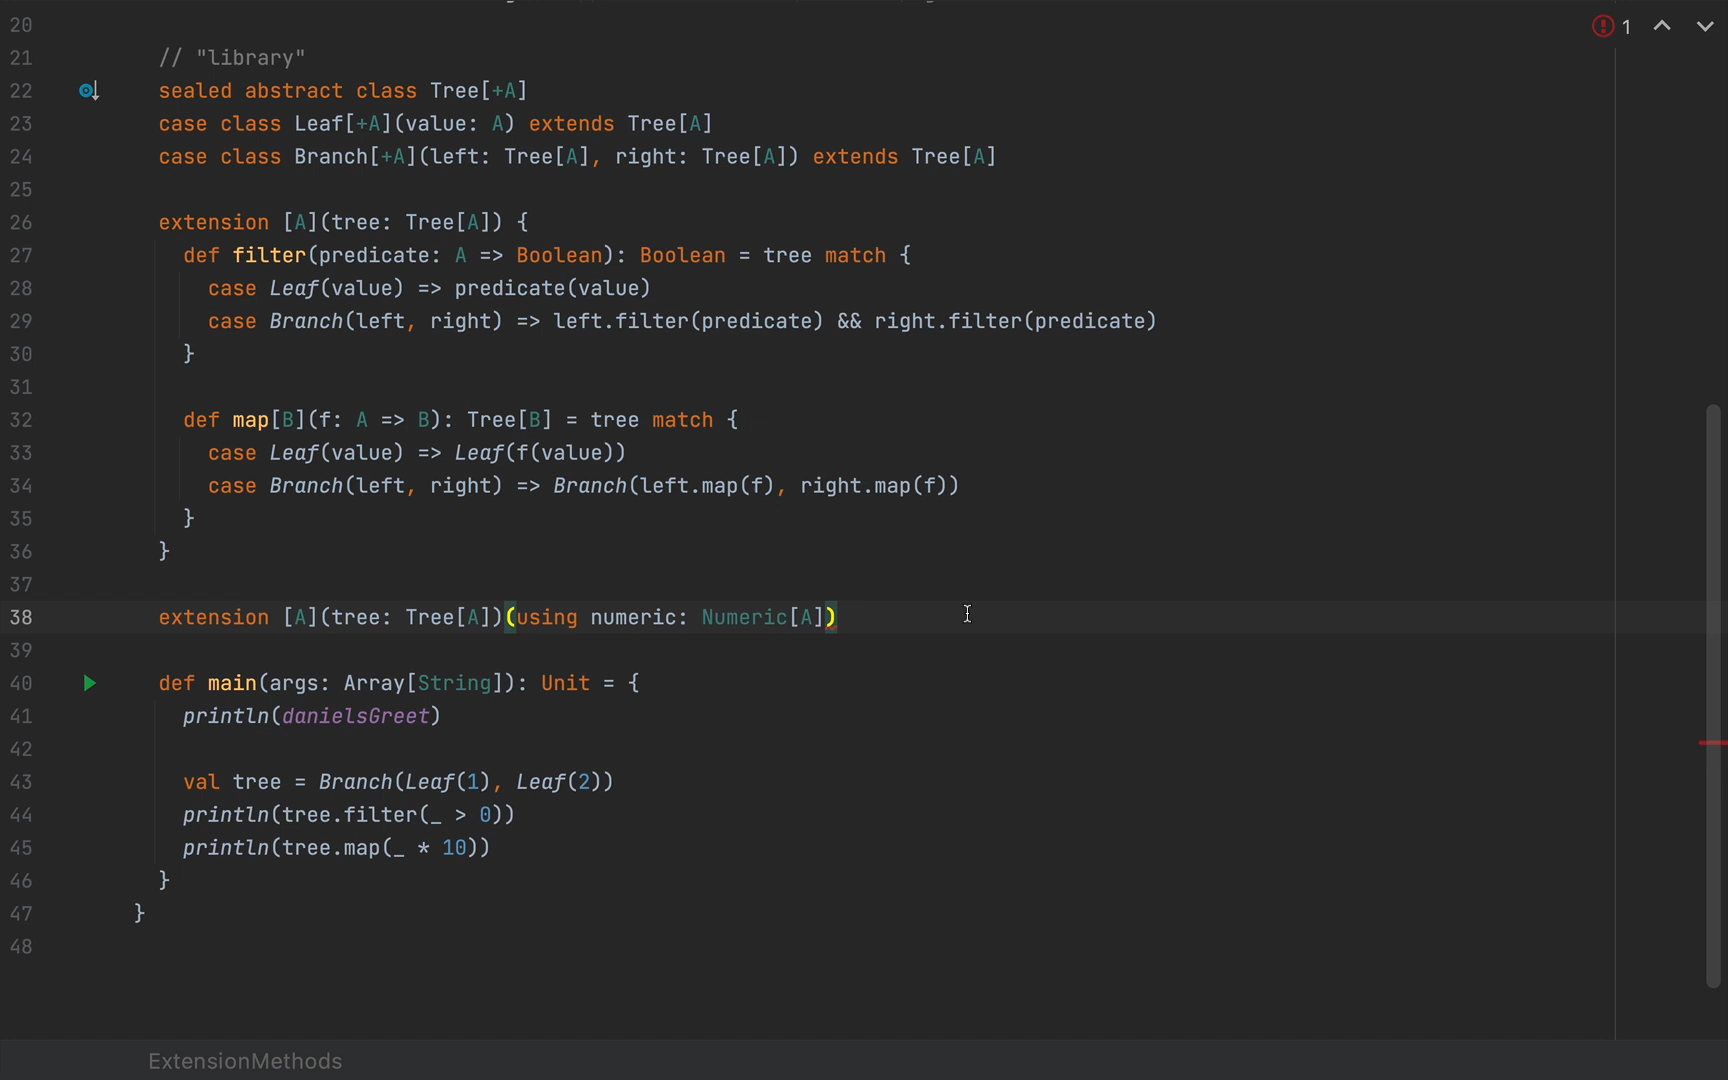 20
1
21 // "library"
22 sealed abstract class Tree[+A]
23 case class Leaf[+A](value: A) extends Tree[A]
24 case class Branch[+A](left: Tree[A], right: Tree[A]) extends Tree[A]
25
26 extension [A](tree: Tree[A]) {
27 def filter(predicate: A => Boolean): Boolean = tree match {
28 case Leaf(value) => predicate(value)
29 case Branch(left, right) => left.filter(predicate) && right.filter(predicate)
30 }
31
32 def map[B](f: A => B): Tree[B] = tree match {
33 case Leaf(value) => Leaf(f(value))
34 case Branch(left, right) => Branch(left.map(f), right.map(f))
35 }
36 }
37
38 extension [A](tree: Tree[A])(using numeric: Numeric[A])
39
40 def main(args: Array[String]): Unit = {
41 println(danielsGreet)
42
43 val tree = Branch(Leaf(1), Leaf(2))
44 println(tree.filter(_ > 0))
45 println(tree.map(_ * 10))
46 }
47 }
48
ExtensionMethods